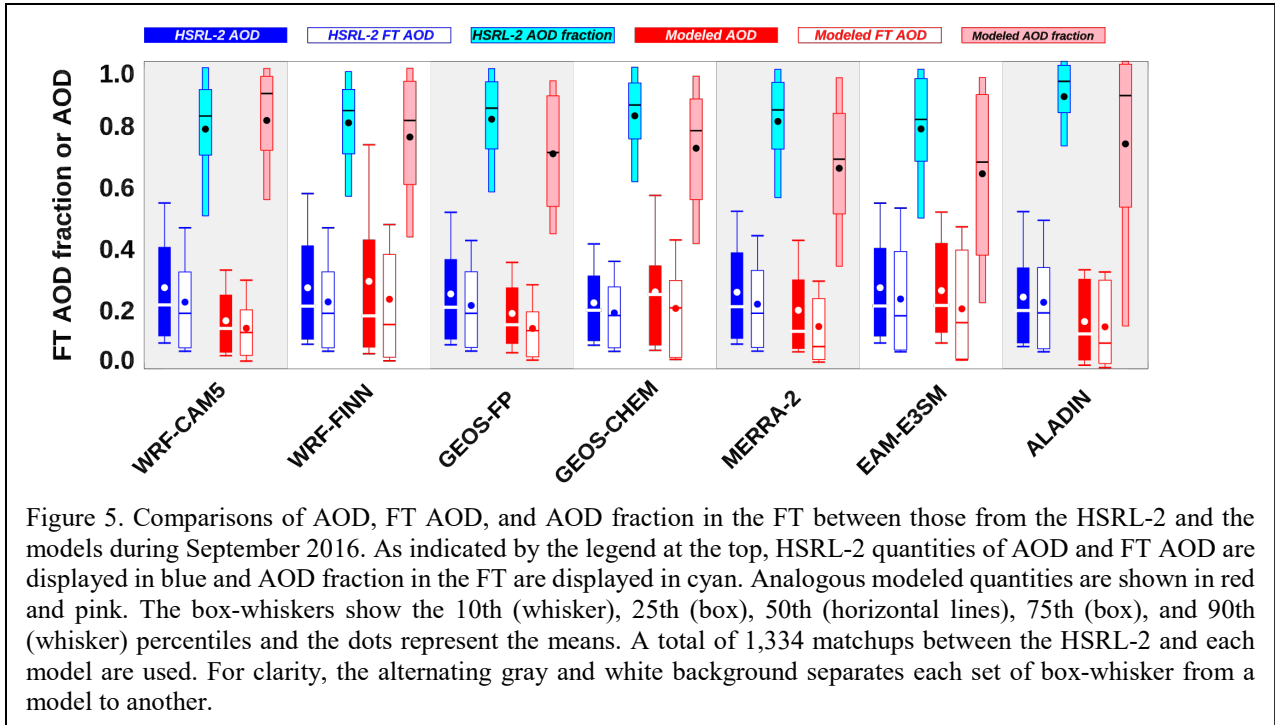 HSRL-2 AOD HSRL-2 FT AOD HSRL-2 AOD fraction Modeled AOD Modeled FT AOD Modeled AOD fraction
FT AOD fraction or AOD
1.0
0.8
0.6
0.4
0.2
0.0
WRF-CAM5 WRF-FINN GEOS-FP GEOS-CHEM MERRA-2 EAM-E3SM ALADIN
Figure 5. Comparisons of AOD, FT AOD, and AOD fraction in the FT between those from the HSRL-2 and the
models during September 2016. As indicated by the legend at the top, HSRL-2 quantities of AOD and FT AOD are
displayed in blue and AOD fraction in the FT are displayed in cyan. Analogous modeled quantities are shown in red
and pink. The box-whiskers show the 10th (whisker), 25th (box), 50th (horizontal lines), 75th (box), and 90th
(whisker) percentiles and the dots represent the means. A total of 1,334 matchups between the HSRL-2 and each
model are used. For clarity, the alternating gray and white background separates each set of box-whisker from a
model to another.